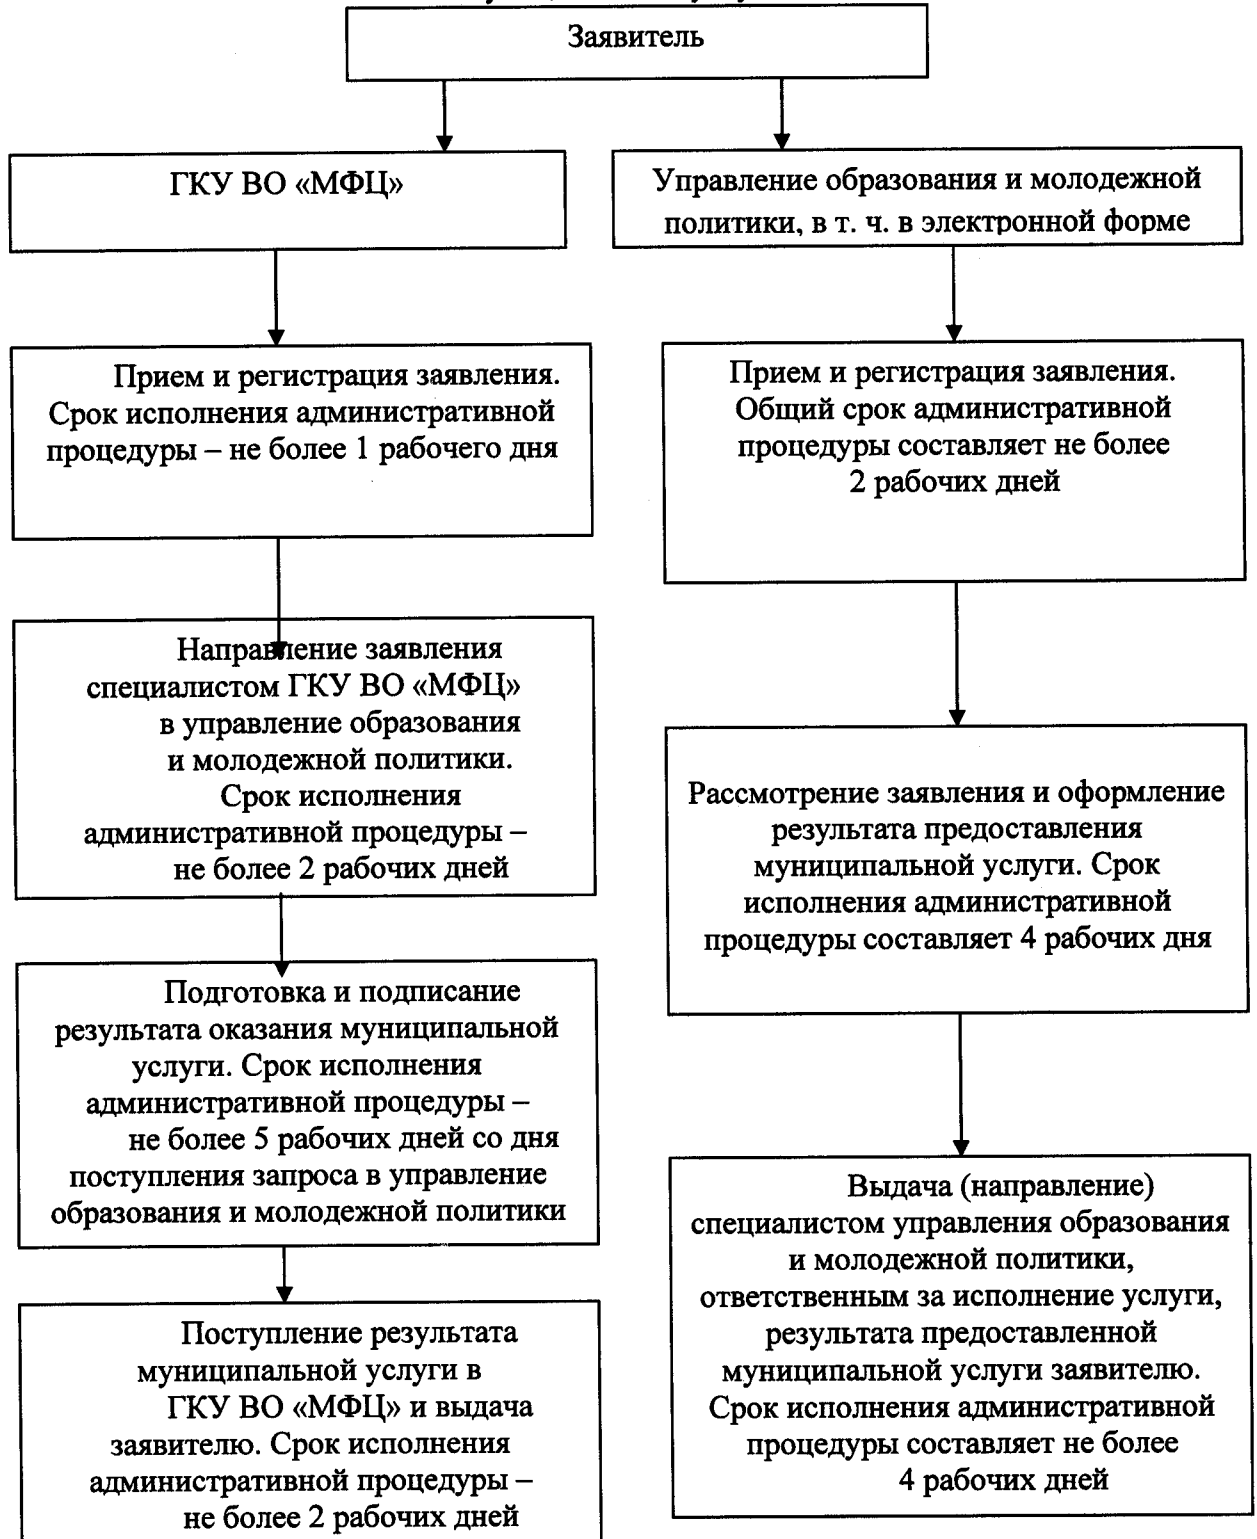 Заявитель
ГКУ ВО «МФЦ»
Управление образования и молодежной
политики, в т. ч. в электронной форме
Прием и регистрация заявления.
Срок исполнения административной
процедуры – не более 1 рабочего дня
Прием и регистрация заявления.
Общий срок административной
процедуры составляет не более
2 рабочих дней
Направление заявления
специалистом ГКУ ВО «МФЦ»
в управление образования
и молодежной политики.
Срок исполнения
административной процедуры –
не более 2 рабочих дней
Рассмотрение заявления и оформление
результата предоставления
муниципальной услуги. Срок
исполнения административной
процедуры составляет 4 рабочих дня
Подготовка и подписание
результата оказания муниципальной
услуги. Срок исполнения
административной процедуры –
не более 5 рабочих дней со дня
поступления запроса в управление
образования и молодежной политики
Выдача (направление)
специалистом управления образования
и молодежной политики,
ответственным за исполнение услуги,
результата предоставленной
муниципальной услуги заявителю.
Срок исполнения административной
процедуры составляет не более
4 рабочих дней
Поступление результата
муниципальной услуги в
ГКУ ВО «МФЦ» и выдача
заявителю. Срок исполнения
административной процедуры –
не более 2 рабочих дней